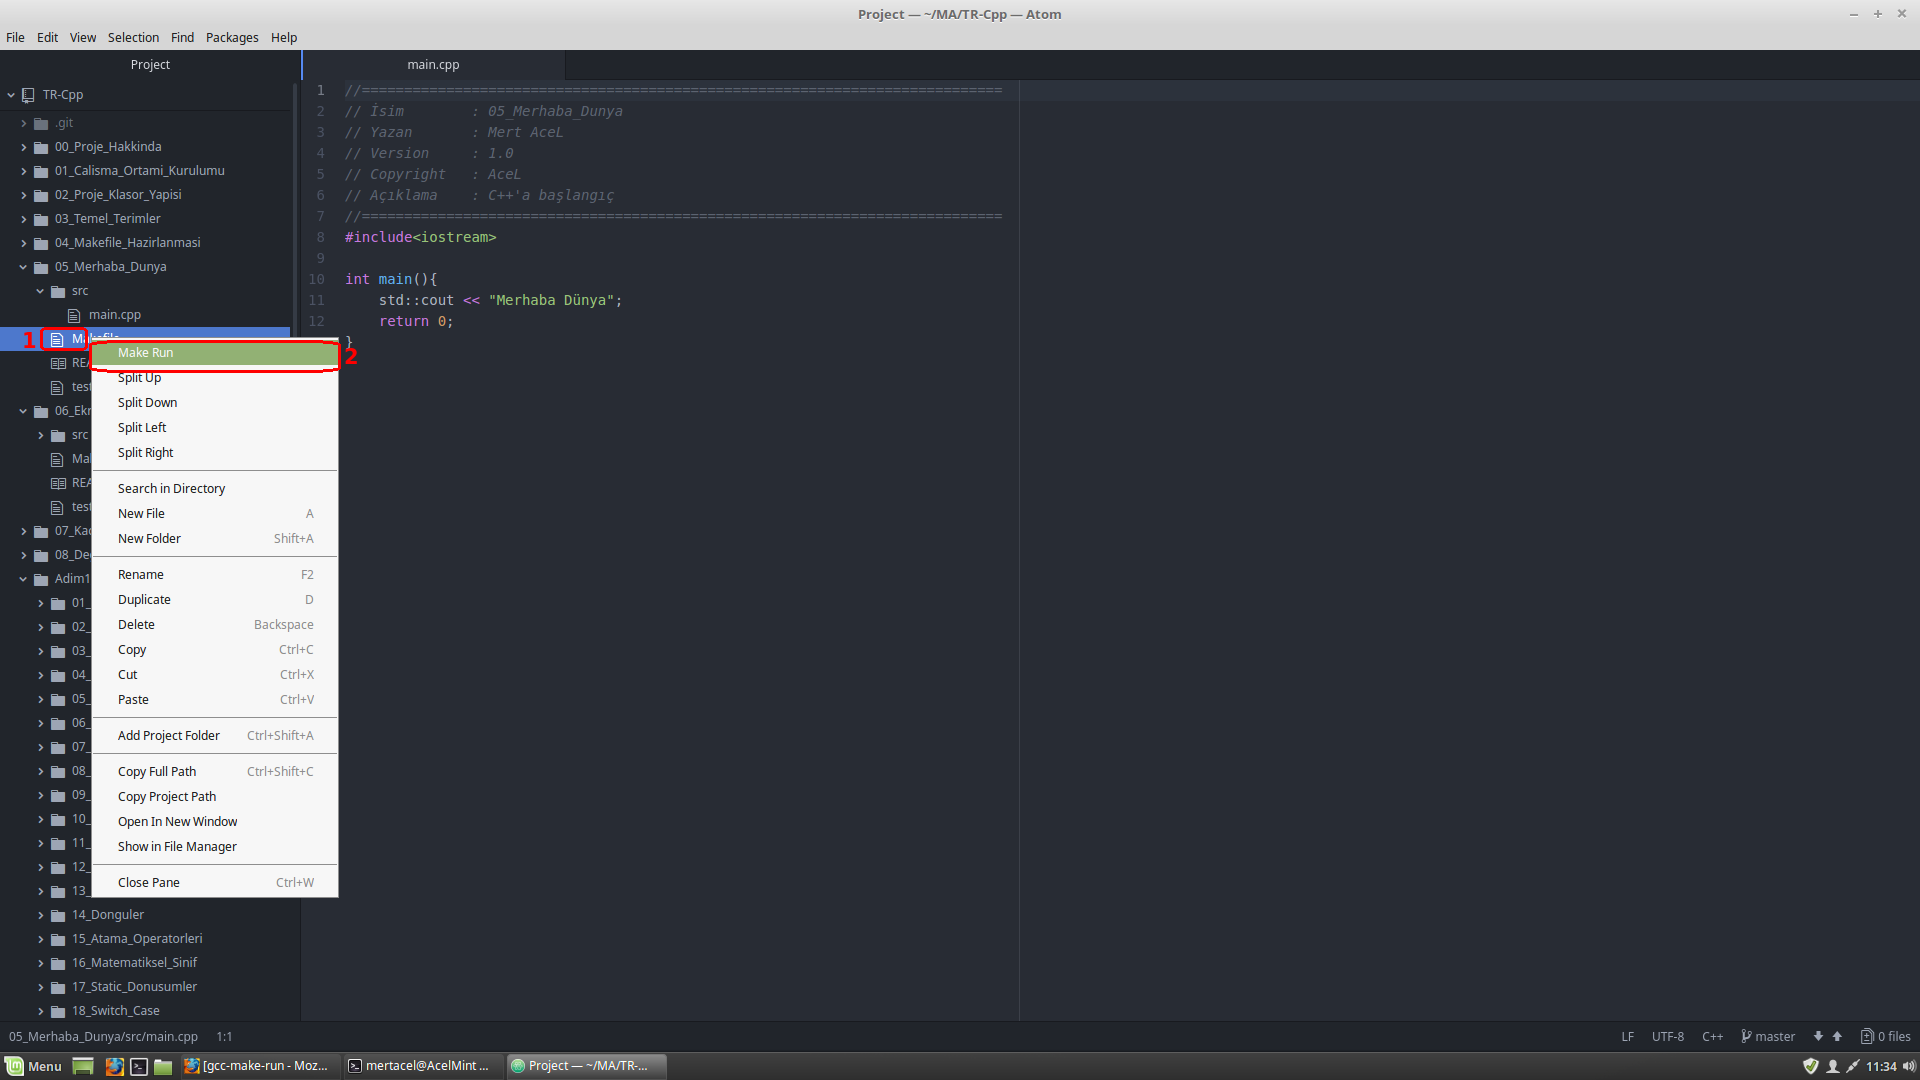 Project — ~/MA/TR-Cpp — Atom
File Edit View Selection Find Packages Help
Project
main.cpp
TR-Cpp
.git
00_Proje_Hakkinda
01_Calisma_Ortami_Kurulumu
02_Proje_Klasor_Yapisi
03_Temel_Terimler
04_Makefile_Hazirlanmasi
05_Merhaba_Dunya
src
main.cpp
1 Makefile
REA
test
06_Ekr
src
Mak
REA
test
07_Kac
08_De
Adim1
01_
02_
03_
04_
05_
06_
07_
08_
09_
10_
11_
12_
13_
14_Donguler
15_Atama_Operatorleri
16_Matematiksel_Sinif
17_Static_Donusumler
18_Switch_Case
Make Run 2
Split Up
Split Down
Split Left
Split Right
Search in Directory
New File A
New Folder Shift+A
Rename F2
Duplicate D
Delete Backspace
Copy Ctrl+C
Cut Ctrl+X
Paste Ctrl+V
Add Project Folder Ctrl+Shift+A
Copy Full Path Ctrl+Shift+C
Copy Project Path
Open In New Window
Show in File Manager
Close Pane Ctrl+W
1 //============================================================================
2 // İsim : 05_Merhaba_Dunya
3 // Yazan : Mert AceL
4 // Version : 1.0
5 // Copyright : AceL
6 // Açıklama : C++'a başlangıç
7 //============================================================================
8 #include<iostream>
9
10 int main(){
11 std::cout << "Merhaba Dünya";
12 return 0;
}
05_Merhaba_Dunya/src/main.cpp 1:1 LF UTF-8 C++ master 0 files
Menu [gcc-make-run - Moz... mertacel@AcelMint ... Project — ~/MA/TR-... 11:34